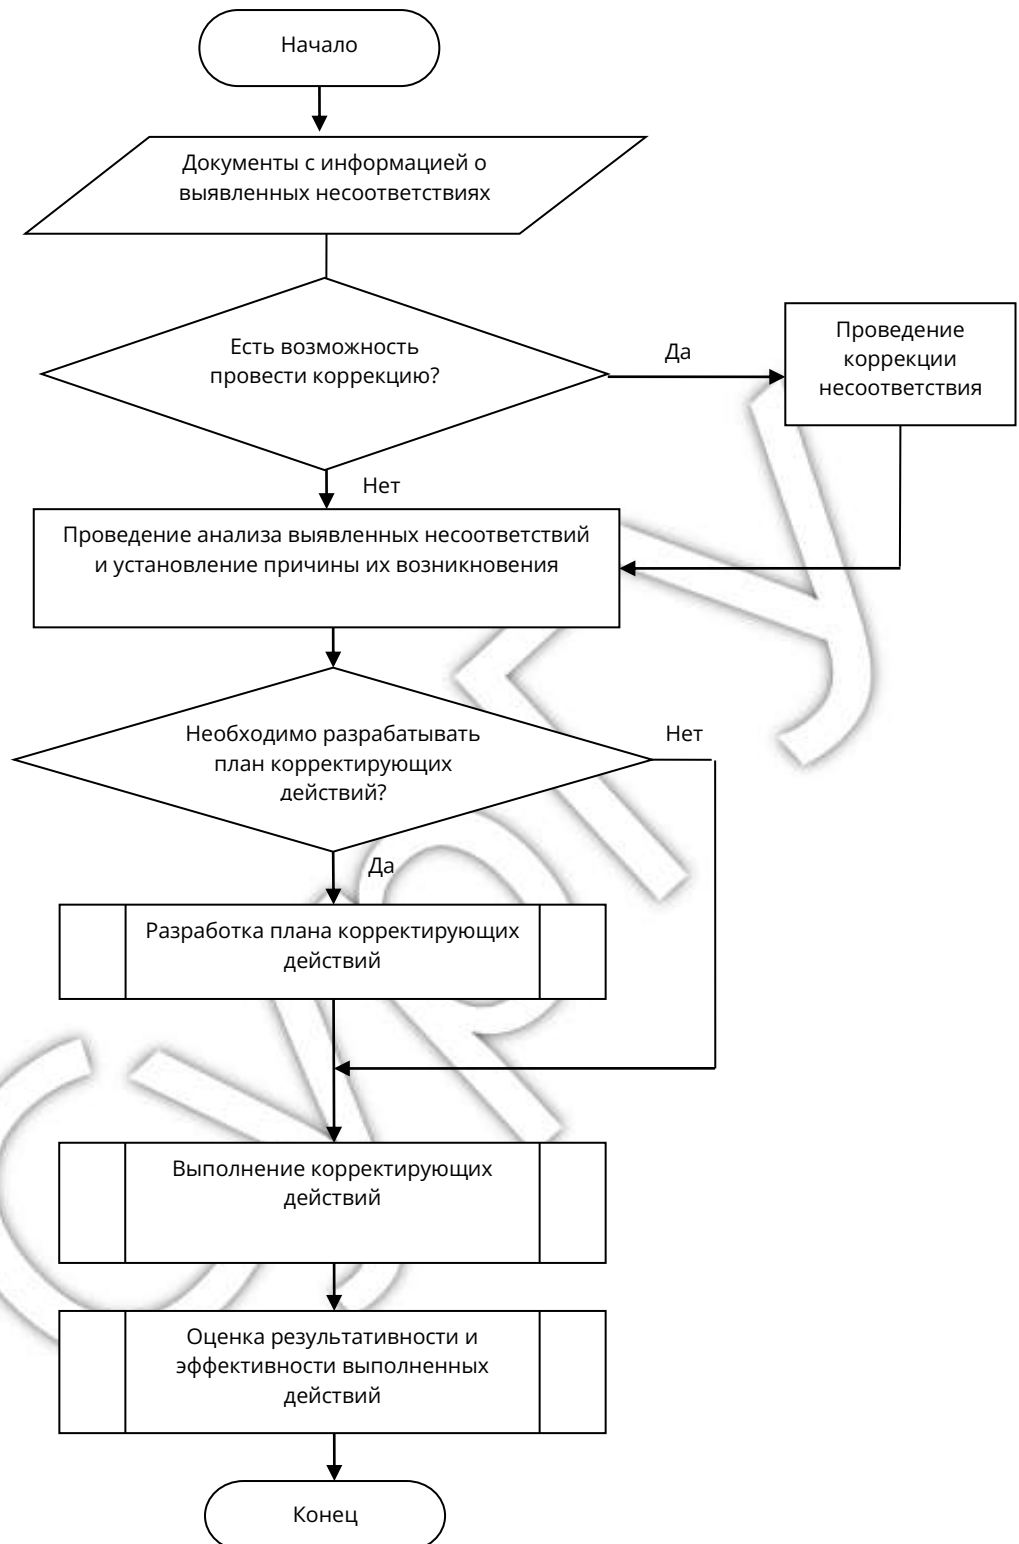 Начало
Документы с информацией о
выявленных несоответствиях
Есть возможность
провести коррекцию?
Да
Проведение
коррекции
несоответствия
Нет
Проведение анализа выявленных несоответствий
и установление причины их возникновения
Необходимо разрабатывать
план корректирующих
действий?
Нет
Да
Разработка плана корректирующих
действий
Выполнение корректирующих
действий
Оценка результативности и
эффективности выполненных
действий
Конец
СурГУ